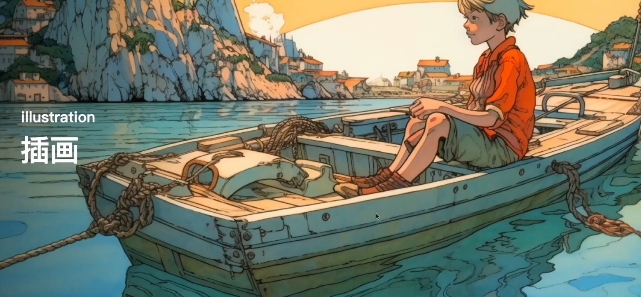 illustration
插画